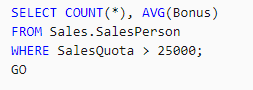 SELECT COUNT(*), AVG(Bonus)
FROM Sales.SalesPerson
WHERE SalesQuota > 25000;
GO